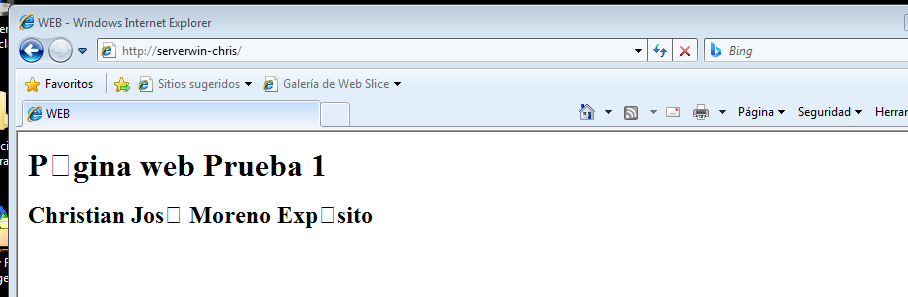 WEB - Windows Internet Explorer
http://serverwin-chris/
Bing
Favoritos Sitios sugeridos Galería de Web Slice
WEB Página Seguridad Herrar
P□gina web Prueba 1
Christian Jos□ Moreno Exp□sito